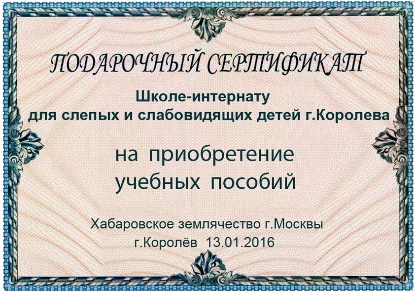 ПОДАРОЧНЫЙ СЕРТИФИКАТ
Школе-интернату
для слепых и слабовидящих детей г.Королева
на приобретение
учебных пособий
Хабаровское землячество г.Москвы
г.Королёв 13.01.2016